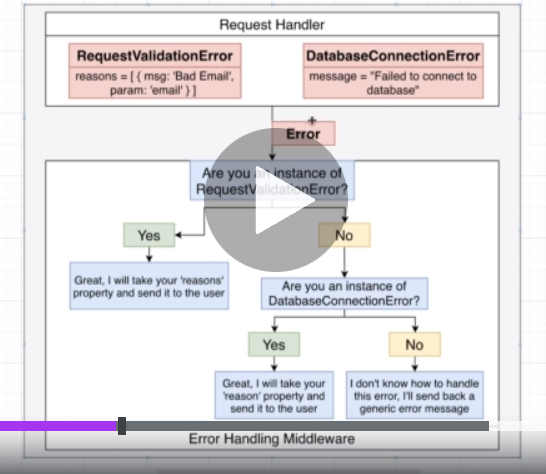 Request Handler
RequestValidationError
reasons = [ { msg: 'Bad Email',
param: 'email' } ]
DatabaseConnectionError
message = "Failed to connect to
database"
Error
Are you an instance of
RequestValidationError?
Yes
No
Great, I will take your 'reasons'
property and send it to the user
Are you an instance of
DatabaseConnectionError?
Yes
No
Great, I will take your
'reason' property and
send it to the user
I don't know how to handle
this error, I'll send back a
generic error message
Error Handling Middleware